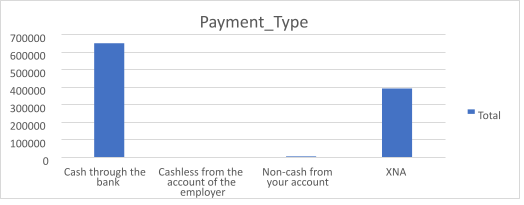 Payment_Type
700000
600000
500000
400000
300000
200000
100000
0
Cash through the
bank
Cashless from the
account of the
employer
Non-cash from
your account
XNA
Total